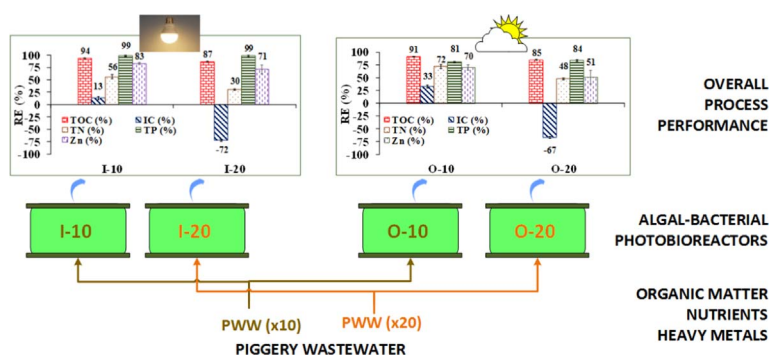 94
13
56
99
83
87
-72
30
99
71
RE (%)
100
75
50
25
0
-25
-50
-75
-100
TOC (%)
IC (%)
TN (%)
TP (%)
Zn (%)
I-10
I-20
91
33
72
81
70
85
-67
48
84
51
RE (%)
100
75
50
25
0
-25
-50
-75
-100
TOC (%)
IC (%)
TN (%)
TP (%)
Zn (%)
O-10
O-20
OVERALL
PROCESS
PERFORMANCE
I-10
I-20
O-10
O-20
ALGAL-BACTERIAL
PHOTOBIOREACTORS
PWW (x10)
PWW (x20)
PIGGERY WASTEWATER
ORGANIC MATTER
NUTRIENTS
HEAVY METALS